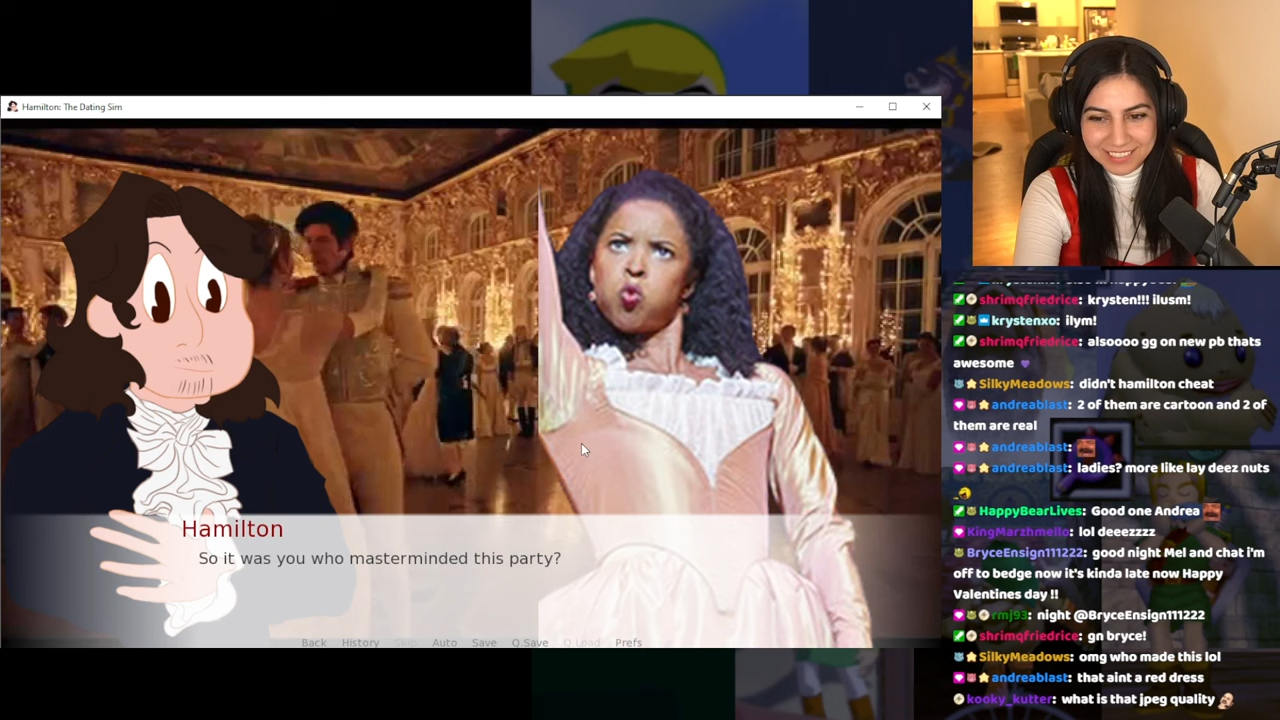 Hamilton: The Dating Sim
Hamilton
So it was you who masterminded this party?
Back History Skip Auto Save Q.Save Q.Load Prefs
shrimqfriedrice: krysten!!! ilusm!
krystenxo: ilym!
shrimqfriedrice: alsoooo gg on new pb thats
awesome
SilkyMeadows: didn't hamilton cheat
andreablast: 2 of them are cartoon and 2 of
them are real
andreablast:
andreablast: ladies? more like lay deez nuts
HappyBearLives: Good one Andrea
KingMarzhmello: lol deeezzzz
BryceEnsign111222: good night Mel and chat i'm
off to bedge now it's kinda late now Happy
Valentines day !!
rmj93: night @BryceEnsign111222
shrimqfriedrice: gn bryce!
SilkyMeadows: omg who made this lol
andreablast: that aint a red dress
kooky_kutter: what is that jpeg quality